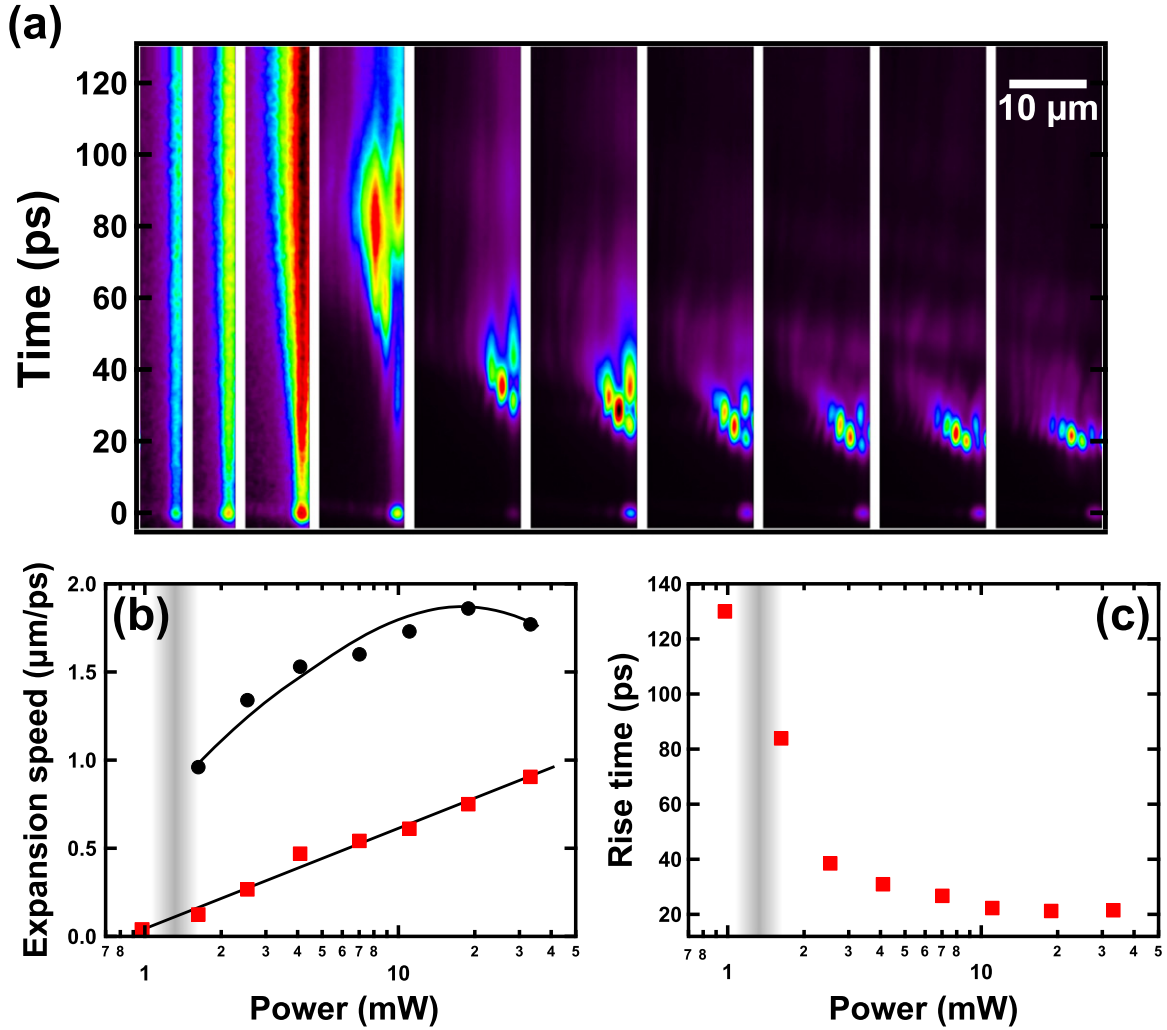 (a)
120
100
80
60
40
20
0
Time (ps)
10 µm
(b)
2.0
1.5
1.0
0.5
0.0
Expansion speed (µm/ps)
7 8 2 3 4 5 6 7 8 2 3 4 5
1 10
Power (mW)
(c)
140
120
100
80
60
40
20
Rise time (ps)
7 8 2 3 4 5 6 7 8 2 3 4 5
1 10
Power (mW)